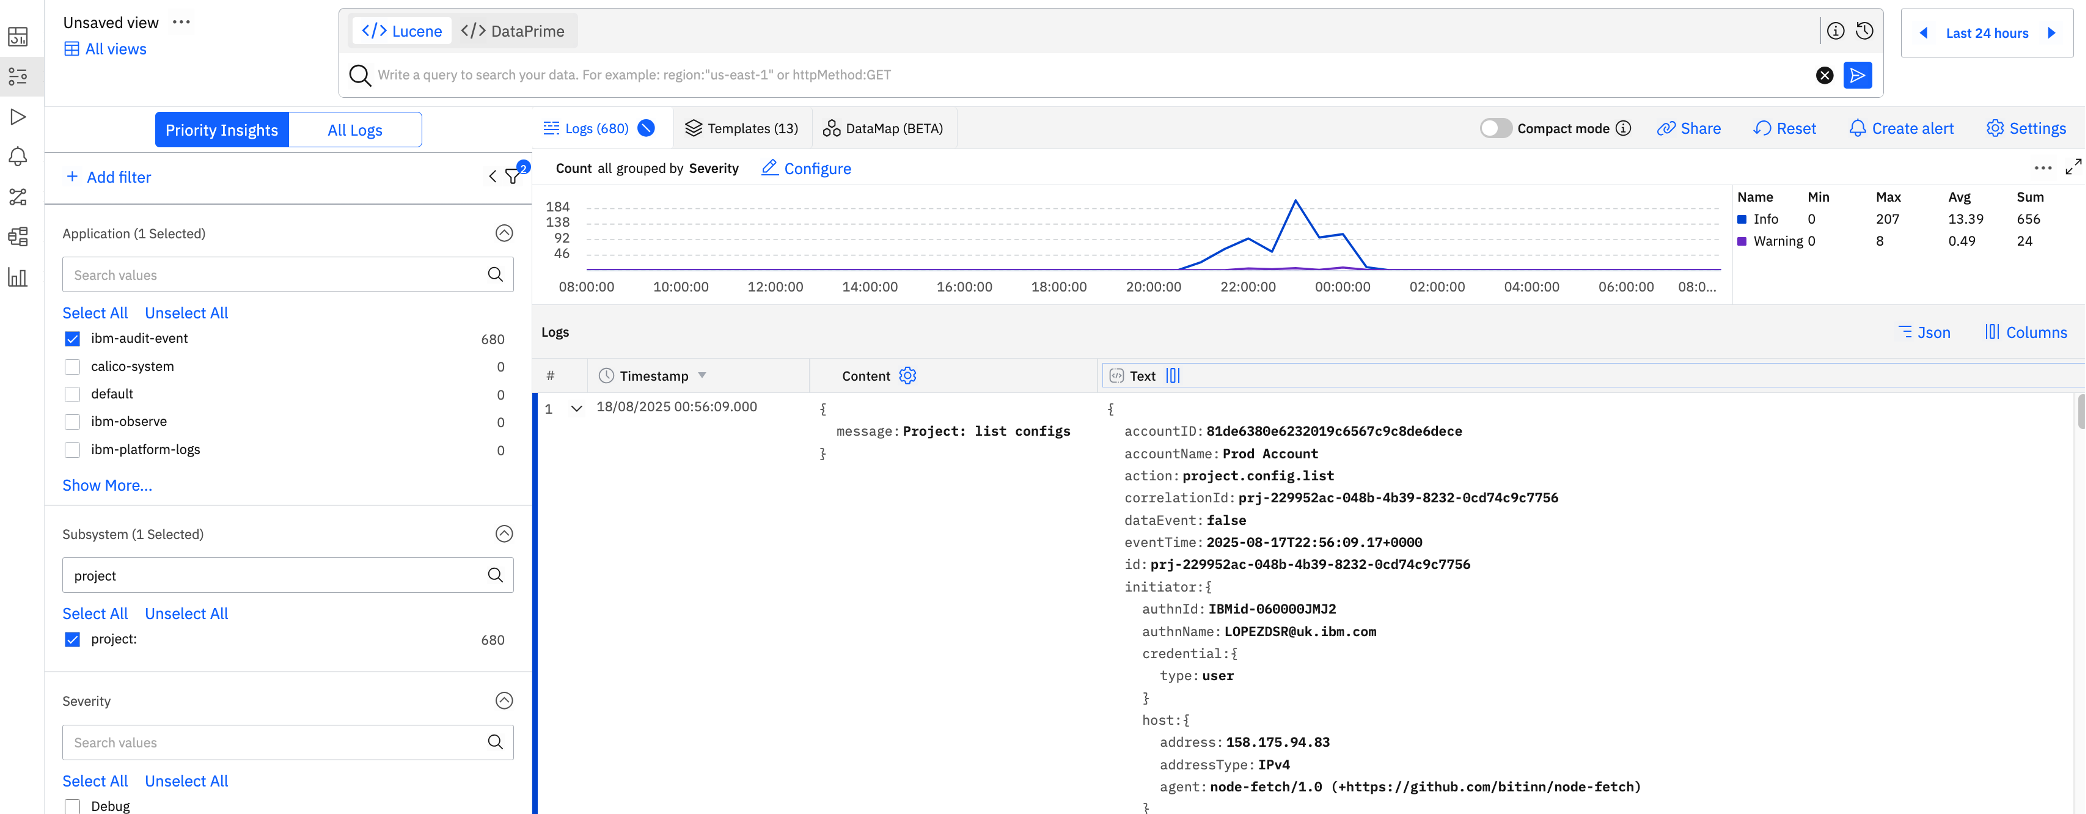 Unsaved view ...
All views
</> Lucene </> DataPrime
Write a query to search your data. For example: region:"us-east-1" or httpMethod:GET
Last 24 hours
Priority Insights All Logs
+ Add filter
2
Application (1 Selected)
Search values
Select All Unselect All
ibm-audit-event 680
calico-system 0
default 0
ibm-observe 0
ibm-platform-logs 0
Show More...
Subsystem (1 Selected)
project
Select All Unselect All
project: 680
Severity
Search values
Select All Unselect All
Debug
Logs (680) Templates (13) DataMap (BETA)
Compact mode Share Reset Create alert Settings
Count all grouped by Severity Configure
184
138
92
46
08:00:00 10:00:00 12:00:00 14:00:00 16:00:00 18:00:00 20:00:00 22:00:00 00:00:00 02:00:00 04:00:00 06:00:00 08:0...
Name Min Max Avg Sum
Info 0 207 13.39 656
Warning 0 8 0.49 24
Logs
Json Columns
# Timestamp Content Text
1 18/08/2025 00:56:09.000
{
message: Project: list configs
}
{
accountID: 81de6380e6232019c6567c9c8de6dece
accountName: Prod Account
action: project.config.list
correlationId: prj-229952ac-048b-4b39-8232-0cd74c9c7756
dataEvent: false
eventTime: 2025-08-17T22:56:09.17+0000
id: prj-229952ac-048b-4b39-8232-0cd74c9c7756
initiator:{
authnId: IBMid-060000JMJ2
authnName: LOPEZDSR@uk.ibm.com
credential:{
type: user
}
host:{
address: 158.175.94.83
addressType: IPv4
agent: node-fetch/1.0 (+https://github.com/bitinn/node-fetch)
}